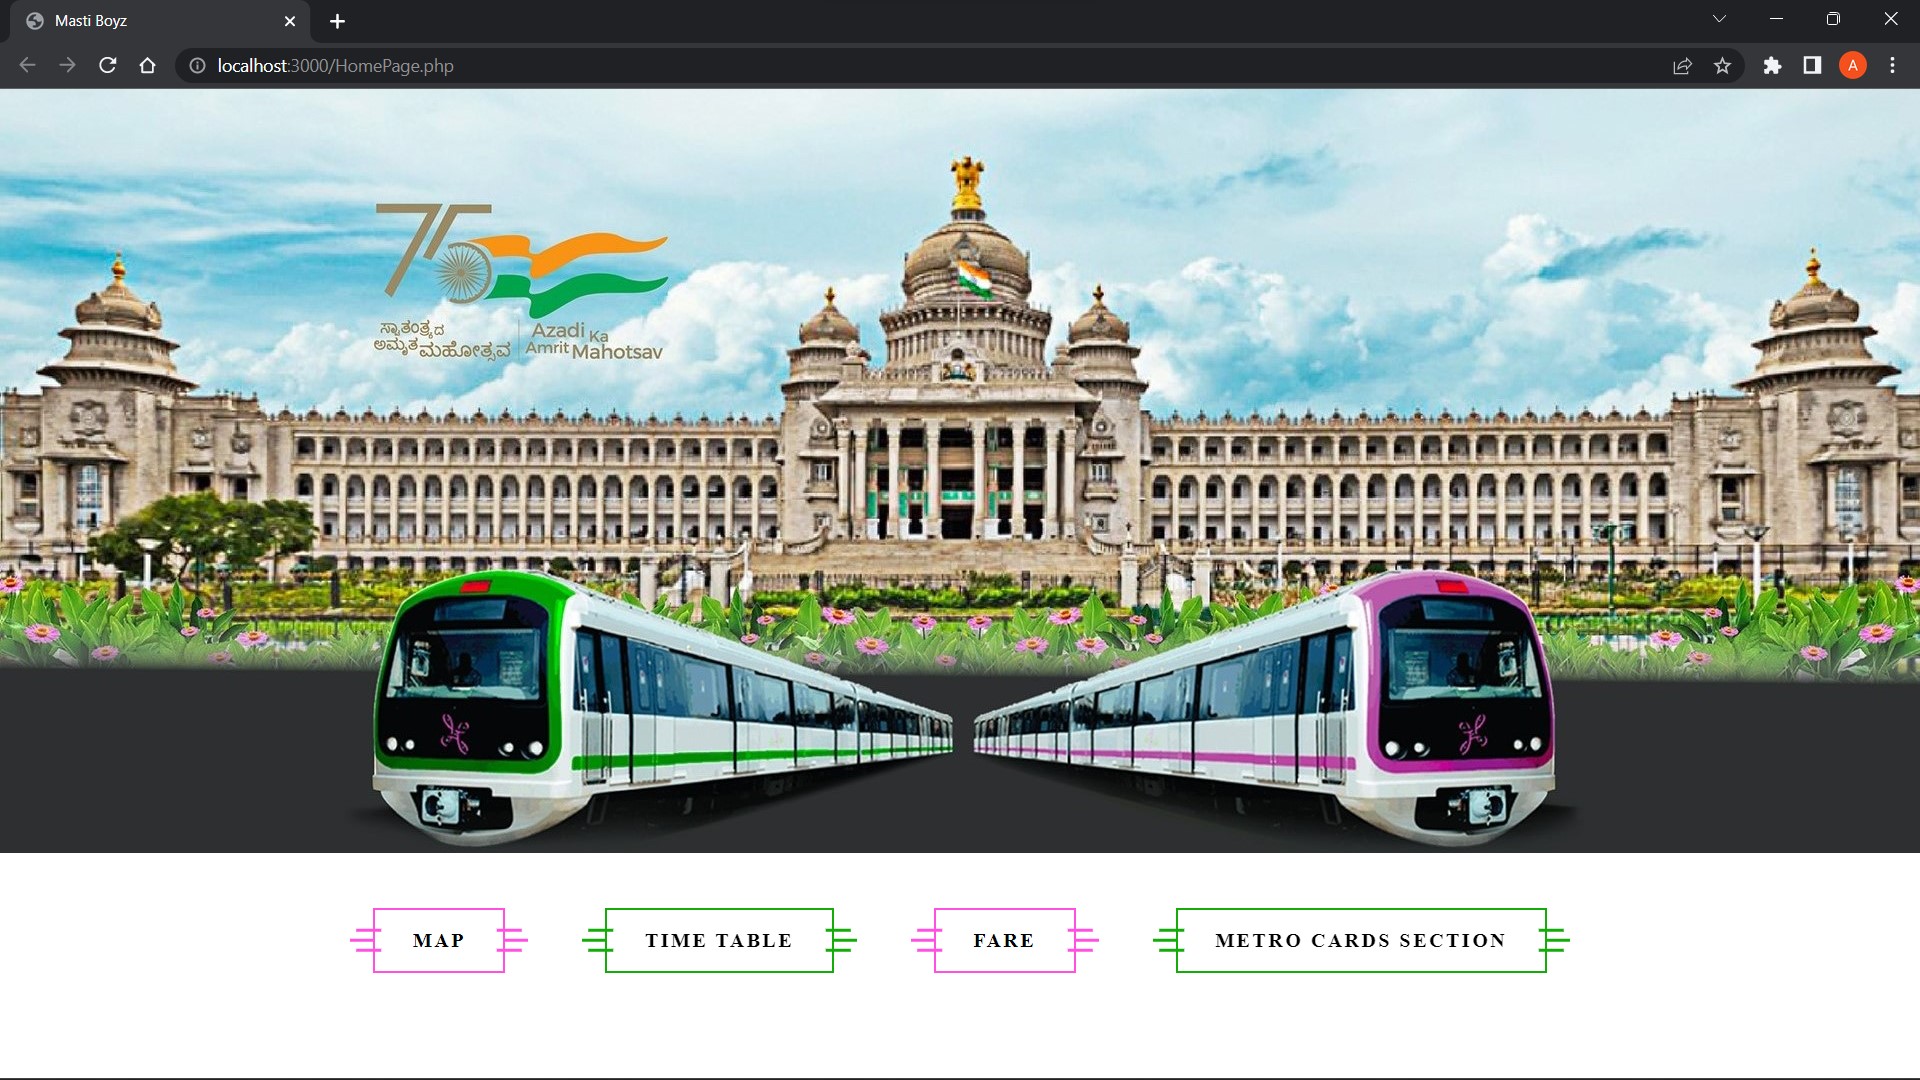 Masti Boyz
localhost:3000/HomePage.php
A
75
ಸ್ವಾತಂತ್ರ್ಯದ
ಅಮೃತ ಮಹೋತ್ಸವ
Azadi Ka
Amrit Mahotsav
MAP
TIME TABLE
FARE
METRO CARDS SECTION